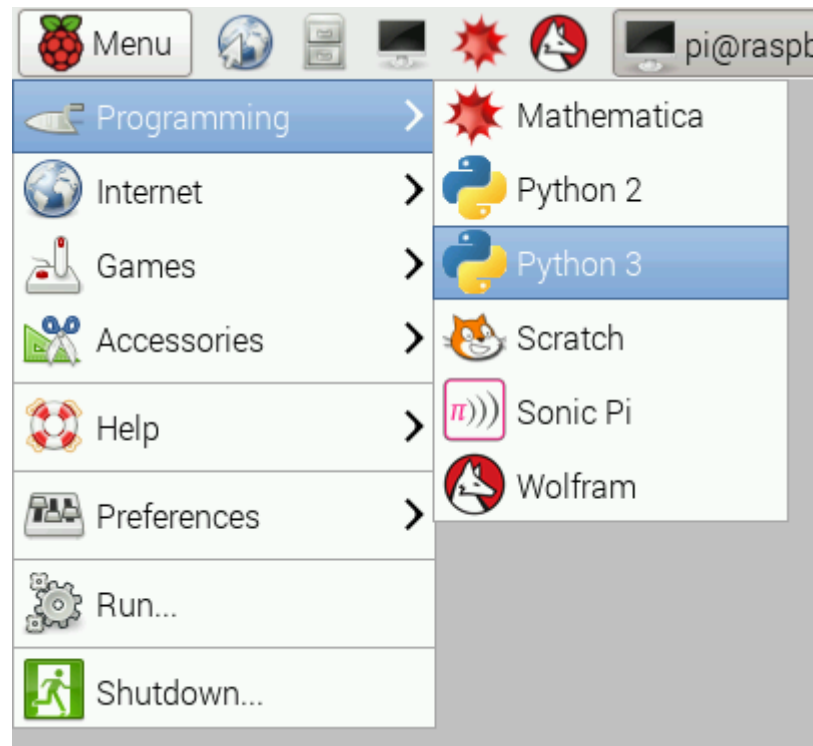 Menu
pi@raspb
Programming
Internet
Games
Accessories
Help
Preferences
Run...
Shutdown...
Mathematica
Python 2
Python 3
Scratch
π)))
Sonic Pi
Wolfram